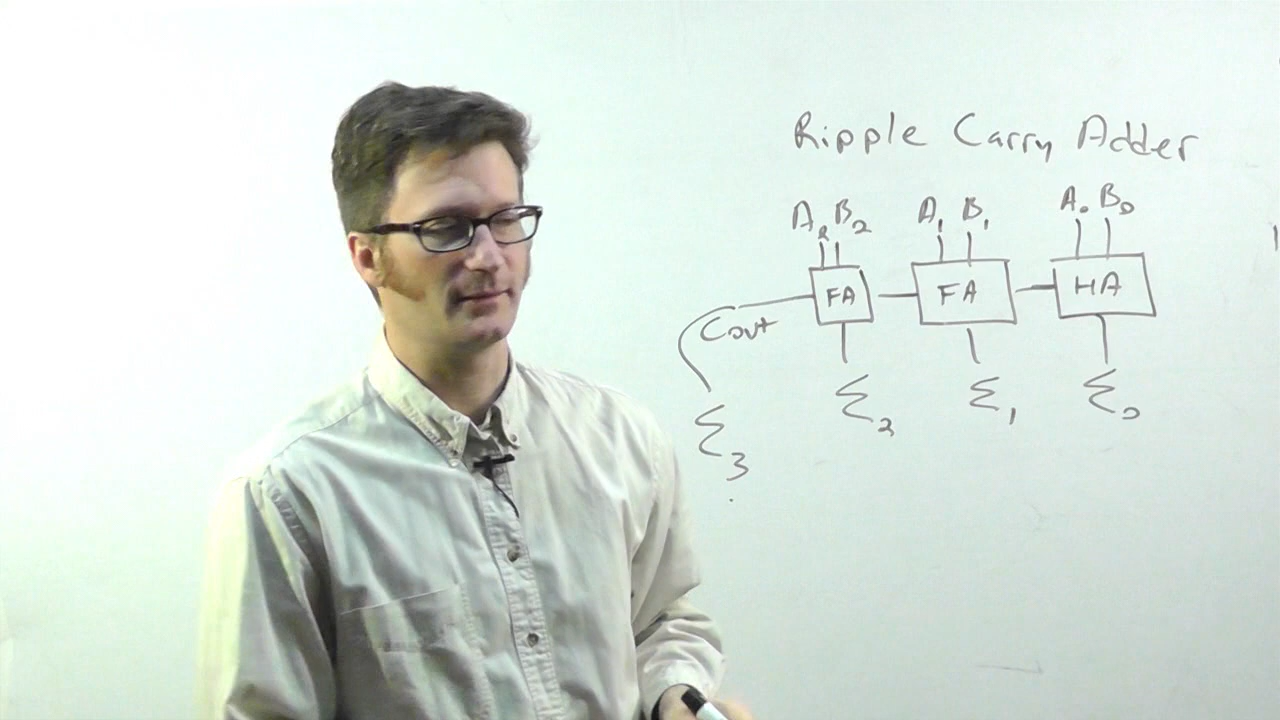 Ripple Carry Adder
A₂ B₂ A₁ B₁ A₀ B₀
FA FA HA
Cout
Σ₂ Σ₁ Σ₀
Σ₃